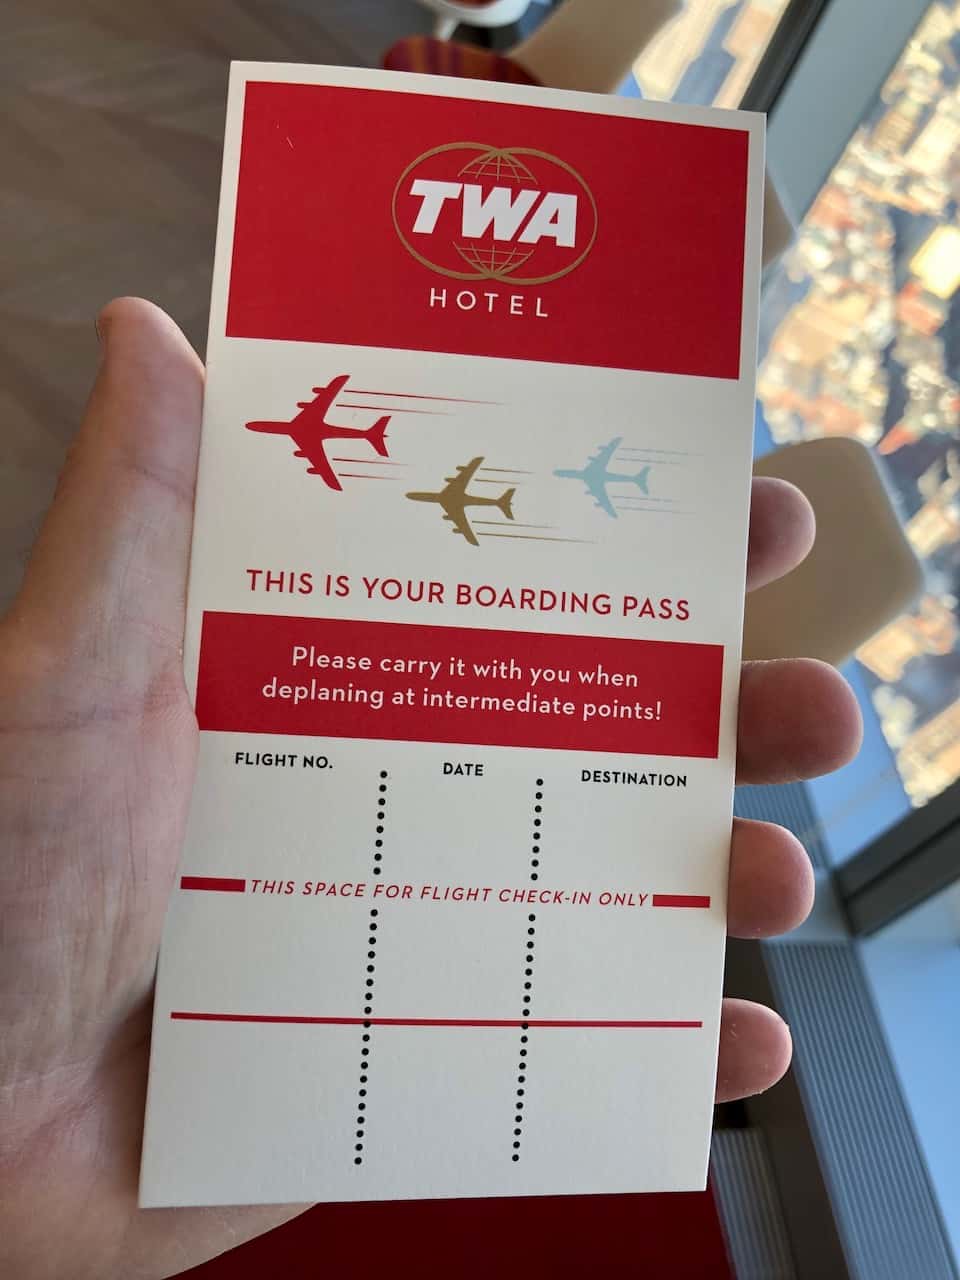 TWA
HOTEL
THIS IS YOUR BOARDING PASS
Please carry it with you when
deplaning at intermediate points!
FLIGHT NO. DATE DESTINATION
THIS SPACE FOR FLIGHT CHECK-IN ONLY